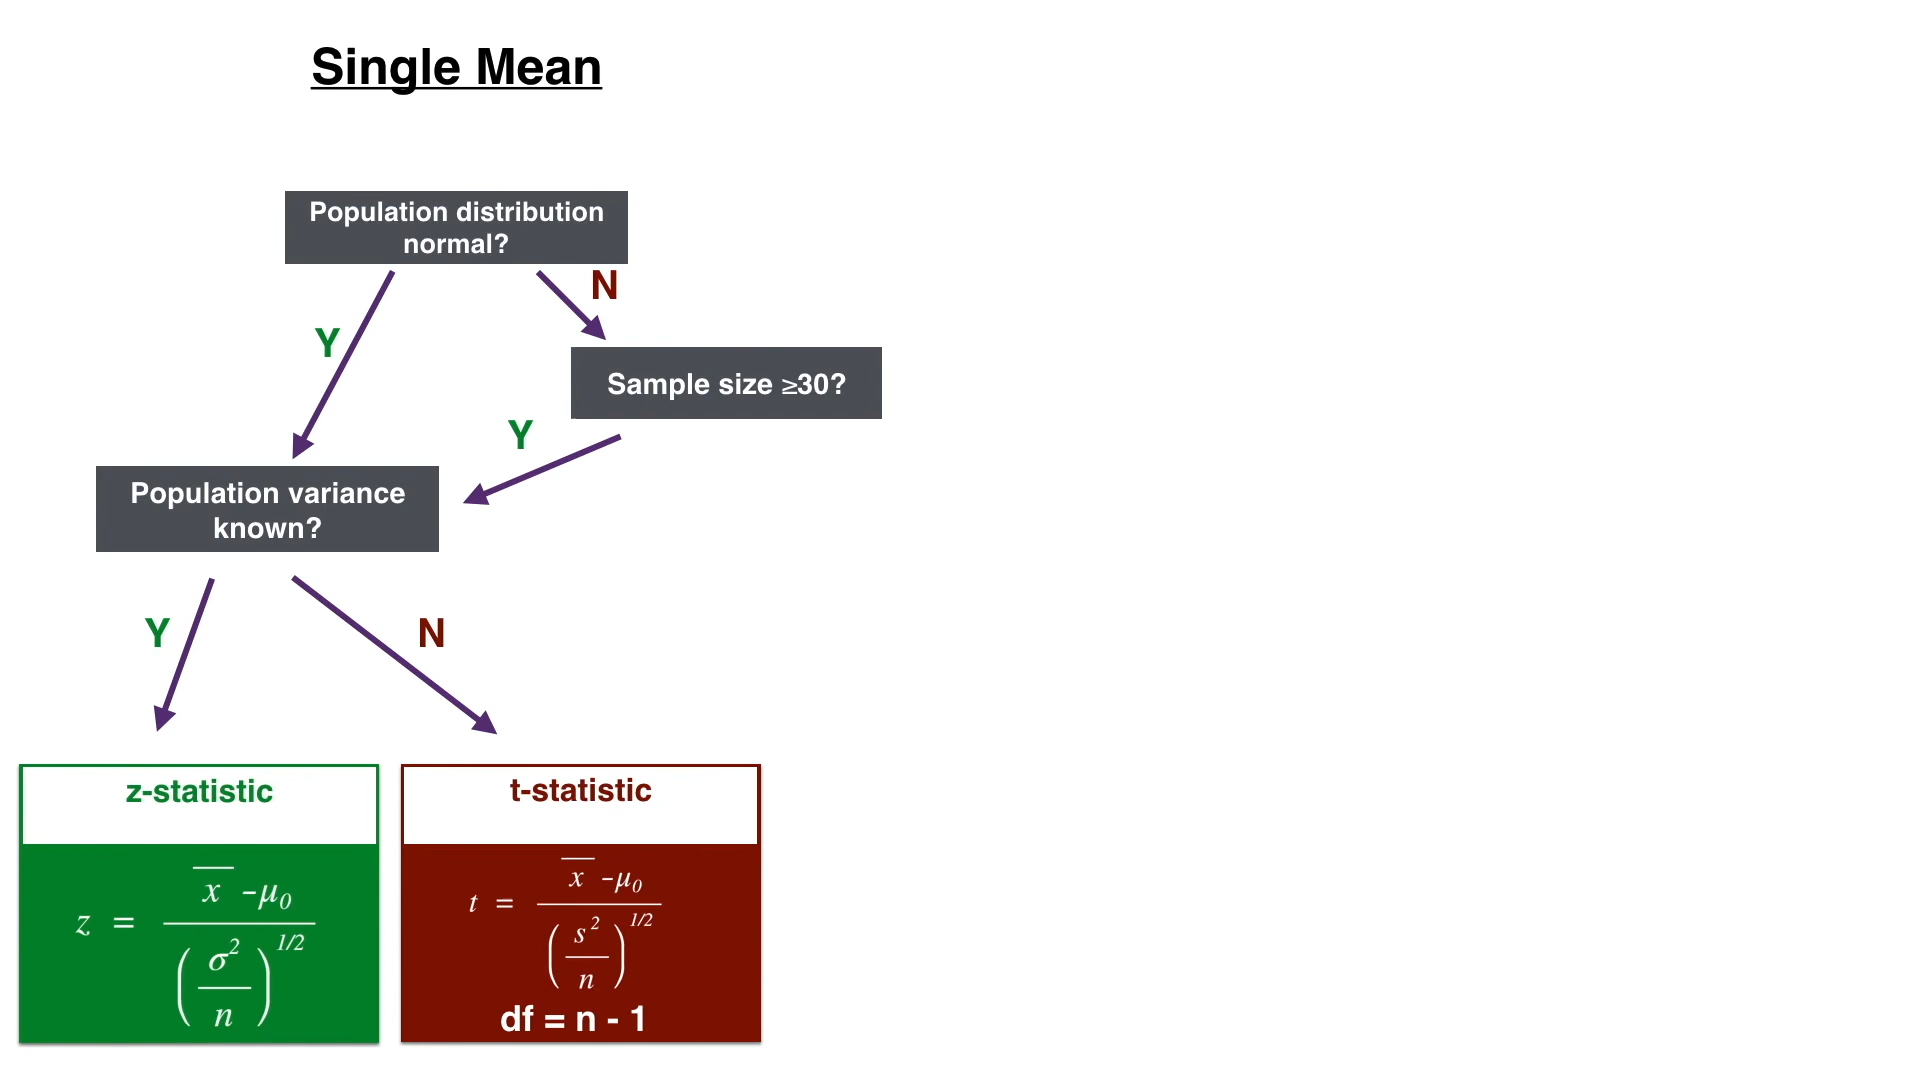 Single Mean
Population distribution
normal?
N
Y
Sample size ≥30?
Y
Population variance
known?
Y
N
z-statistic
z = x̅ -μ₀ / (σ² / n)^1/2
t-statistic
t = x̅ -μ₀ / (s² / n)^1/2
df = n - 1